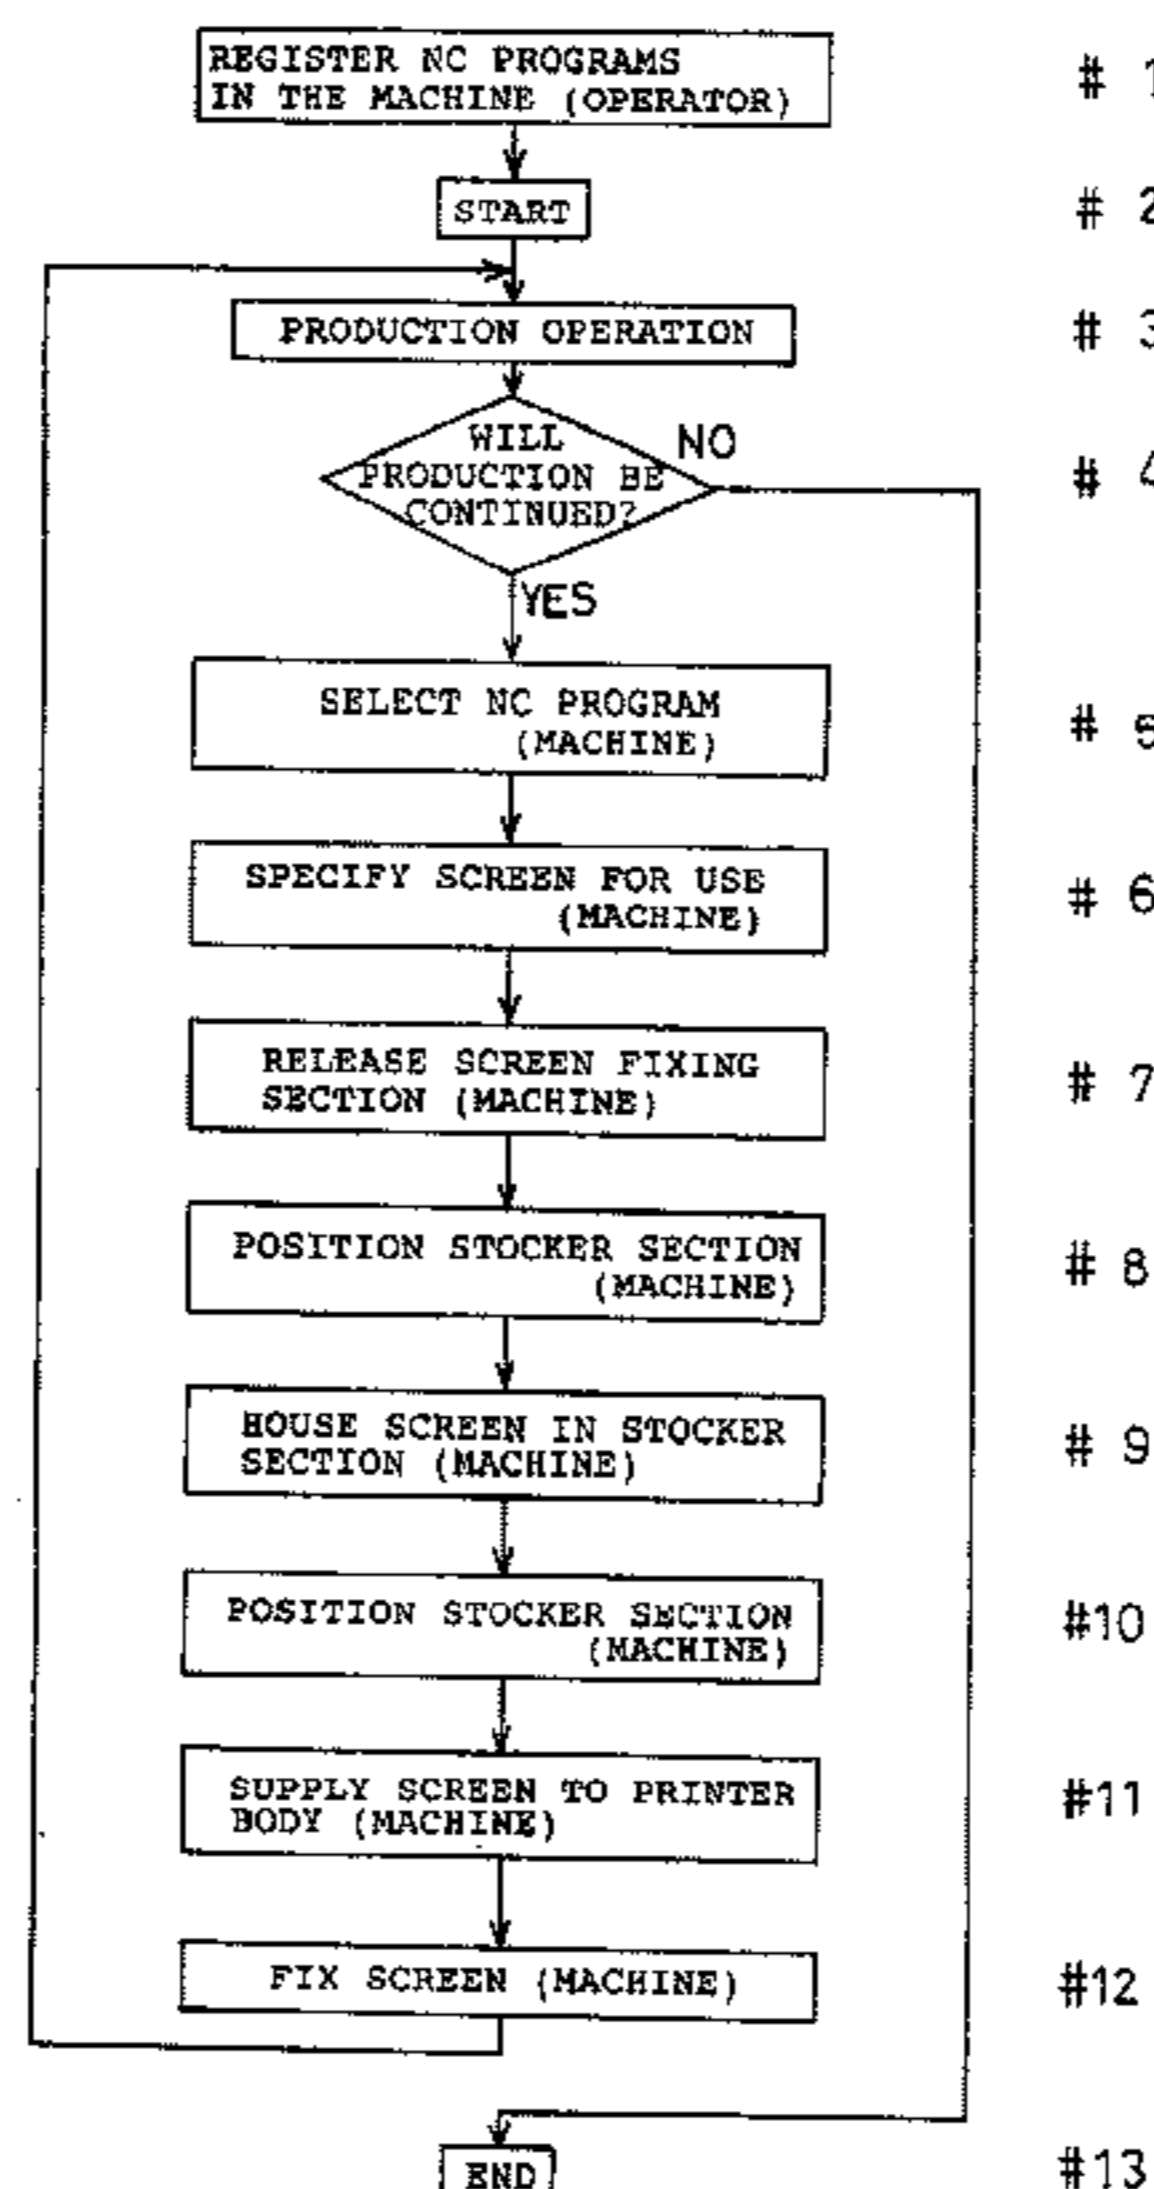 REGISTER NC PROGRAMS
IN THE MACHINE (OPERATOR)
# 1
START
# 2
PRODUCTION OPERATION
# 3
WILL
PRODUCTION BE
CONTINUED?
NO
# 4
YES
SELECT NC PROGRAM
(MACHINE)
# 5
SPECIFY SCREEN FOR USE
(MACHINE)
# 6
RELEASE SCREEN FIXING
SECTION (MACHINE)
# 7
POSITION STOCKER SECTION
(MACHINE)
# 8
HOUSE SCREEN IN STOCKER
SECTION (MACHINE)
# 9
POSITION STOCKER SECTION
(MACHINE)
#10
SUPPLY SCREEN TO PRINTER
BODY (MACHINE)
#11
FIX SCREEN (MACHINE)
#12
END
#13